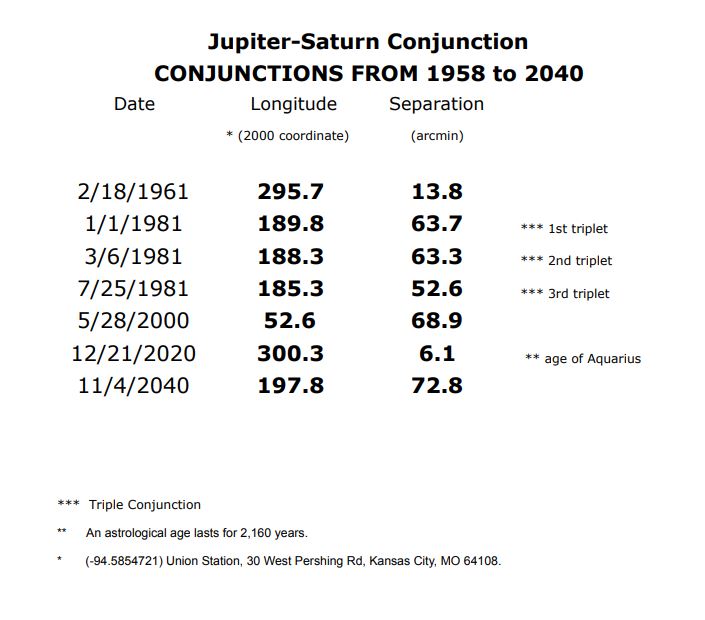 Jupiter-Saturn Conjunction
CONJUNCTIONS FROM 1958 to 2040
Date Longitude Separation
* (2000 coordinate) (arcmin)
2/18/1961 295.7 13.8
1/1/1981 189.8 63.7 *** 1st triplet
3/6/1981 188.3 63.3 *** 2nd triplet
7/25/1981 185.3 52.6 *** 3rd triplet
5/28/2000 52.6 68.9
12/21/2020 300.3 6.1 ** age of Aquarius
11/4/2040 197.8 72.8
*** Triple Conjunction
** An astrological age lasts for 2,160 years.
* (-94.5854721) Union Station, 30 West Pershing Rd, Kansas City, MO 64108.